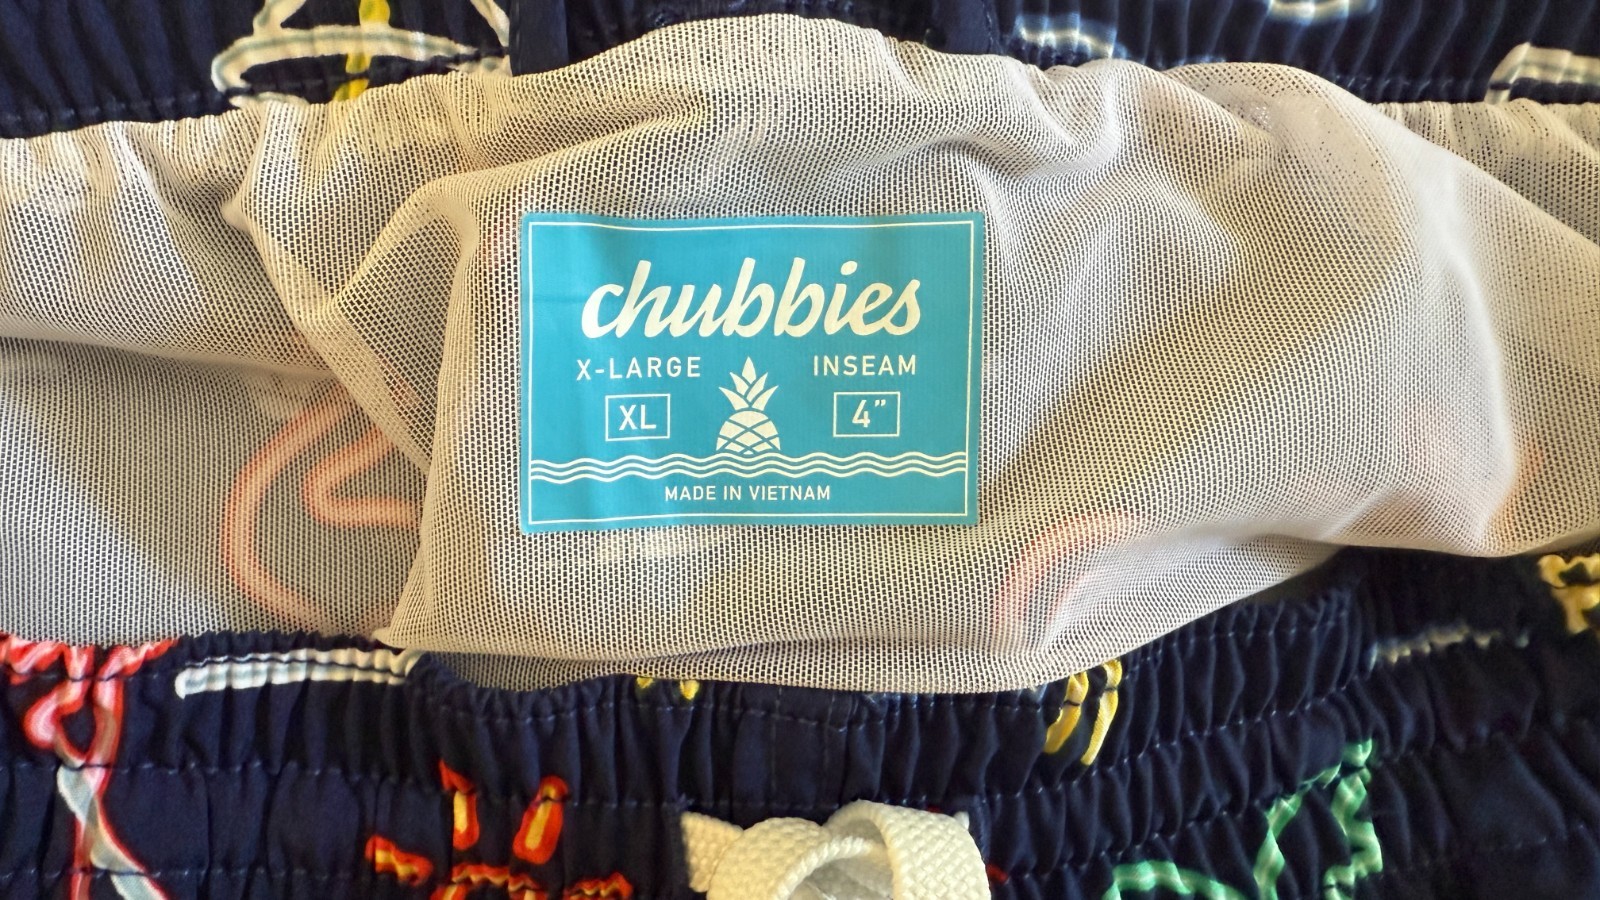 chubbies
X-LARGE INSEAM
XL 4”
MADE IN VIETNAM